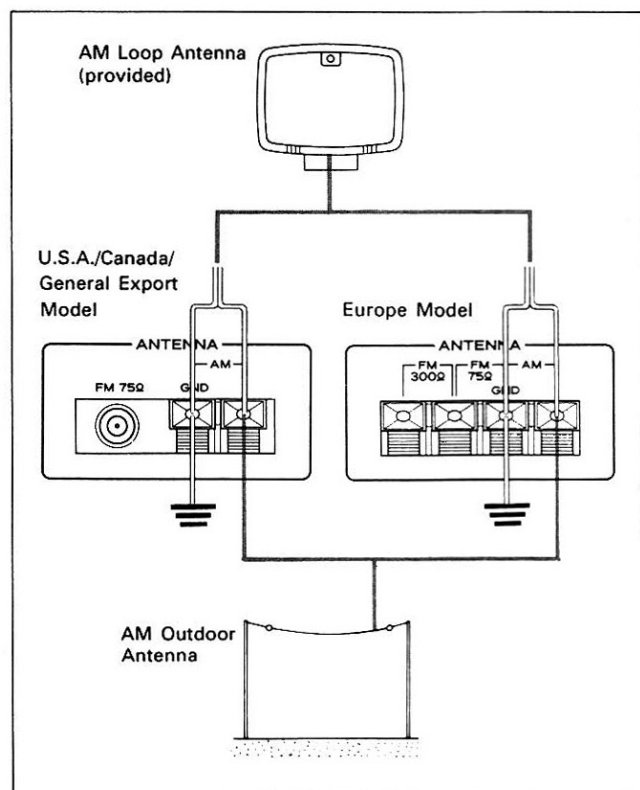 AM Loop Antenna
(provided)
U.S.A./Canada/
General Export
Model
Europe Model
ANTENNA
AM
FM 75Ω
GND
ANTENNA
FM
300Ω
FM
75Ω
AM
GND
AM Outdoor
Antenna